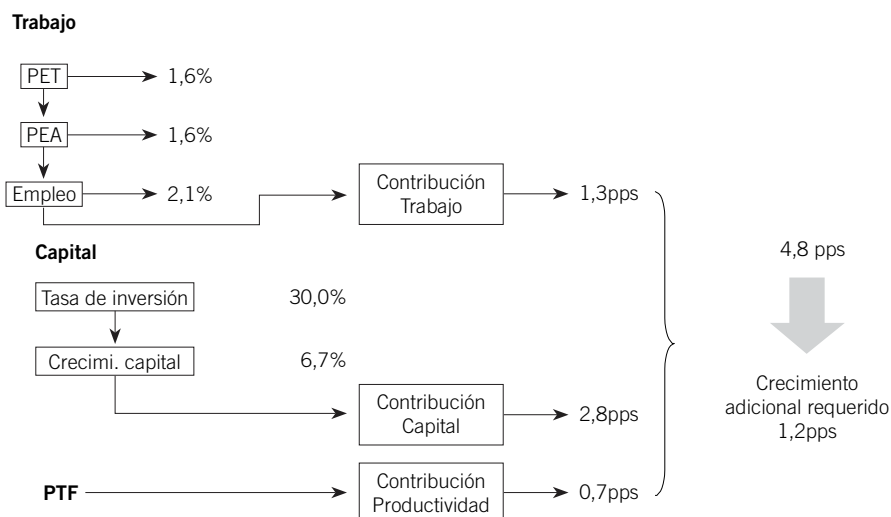 Trabajo
PET 1,6%
PEA 1,6%
Empleo 2,1%
Contribución
Trabajo
1,3pps
Capital
Tasa de inversión 30,0%
Crecimi. capital 6,7%
Contribución
Capital
2,8pps
PTF
Contribución
Productividad
0,7pps
4,8 pps
Crecimiento
adicional requerido
1,2pps